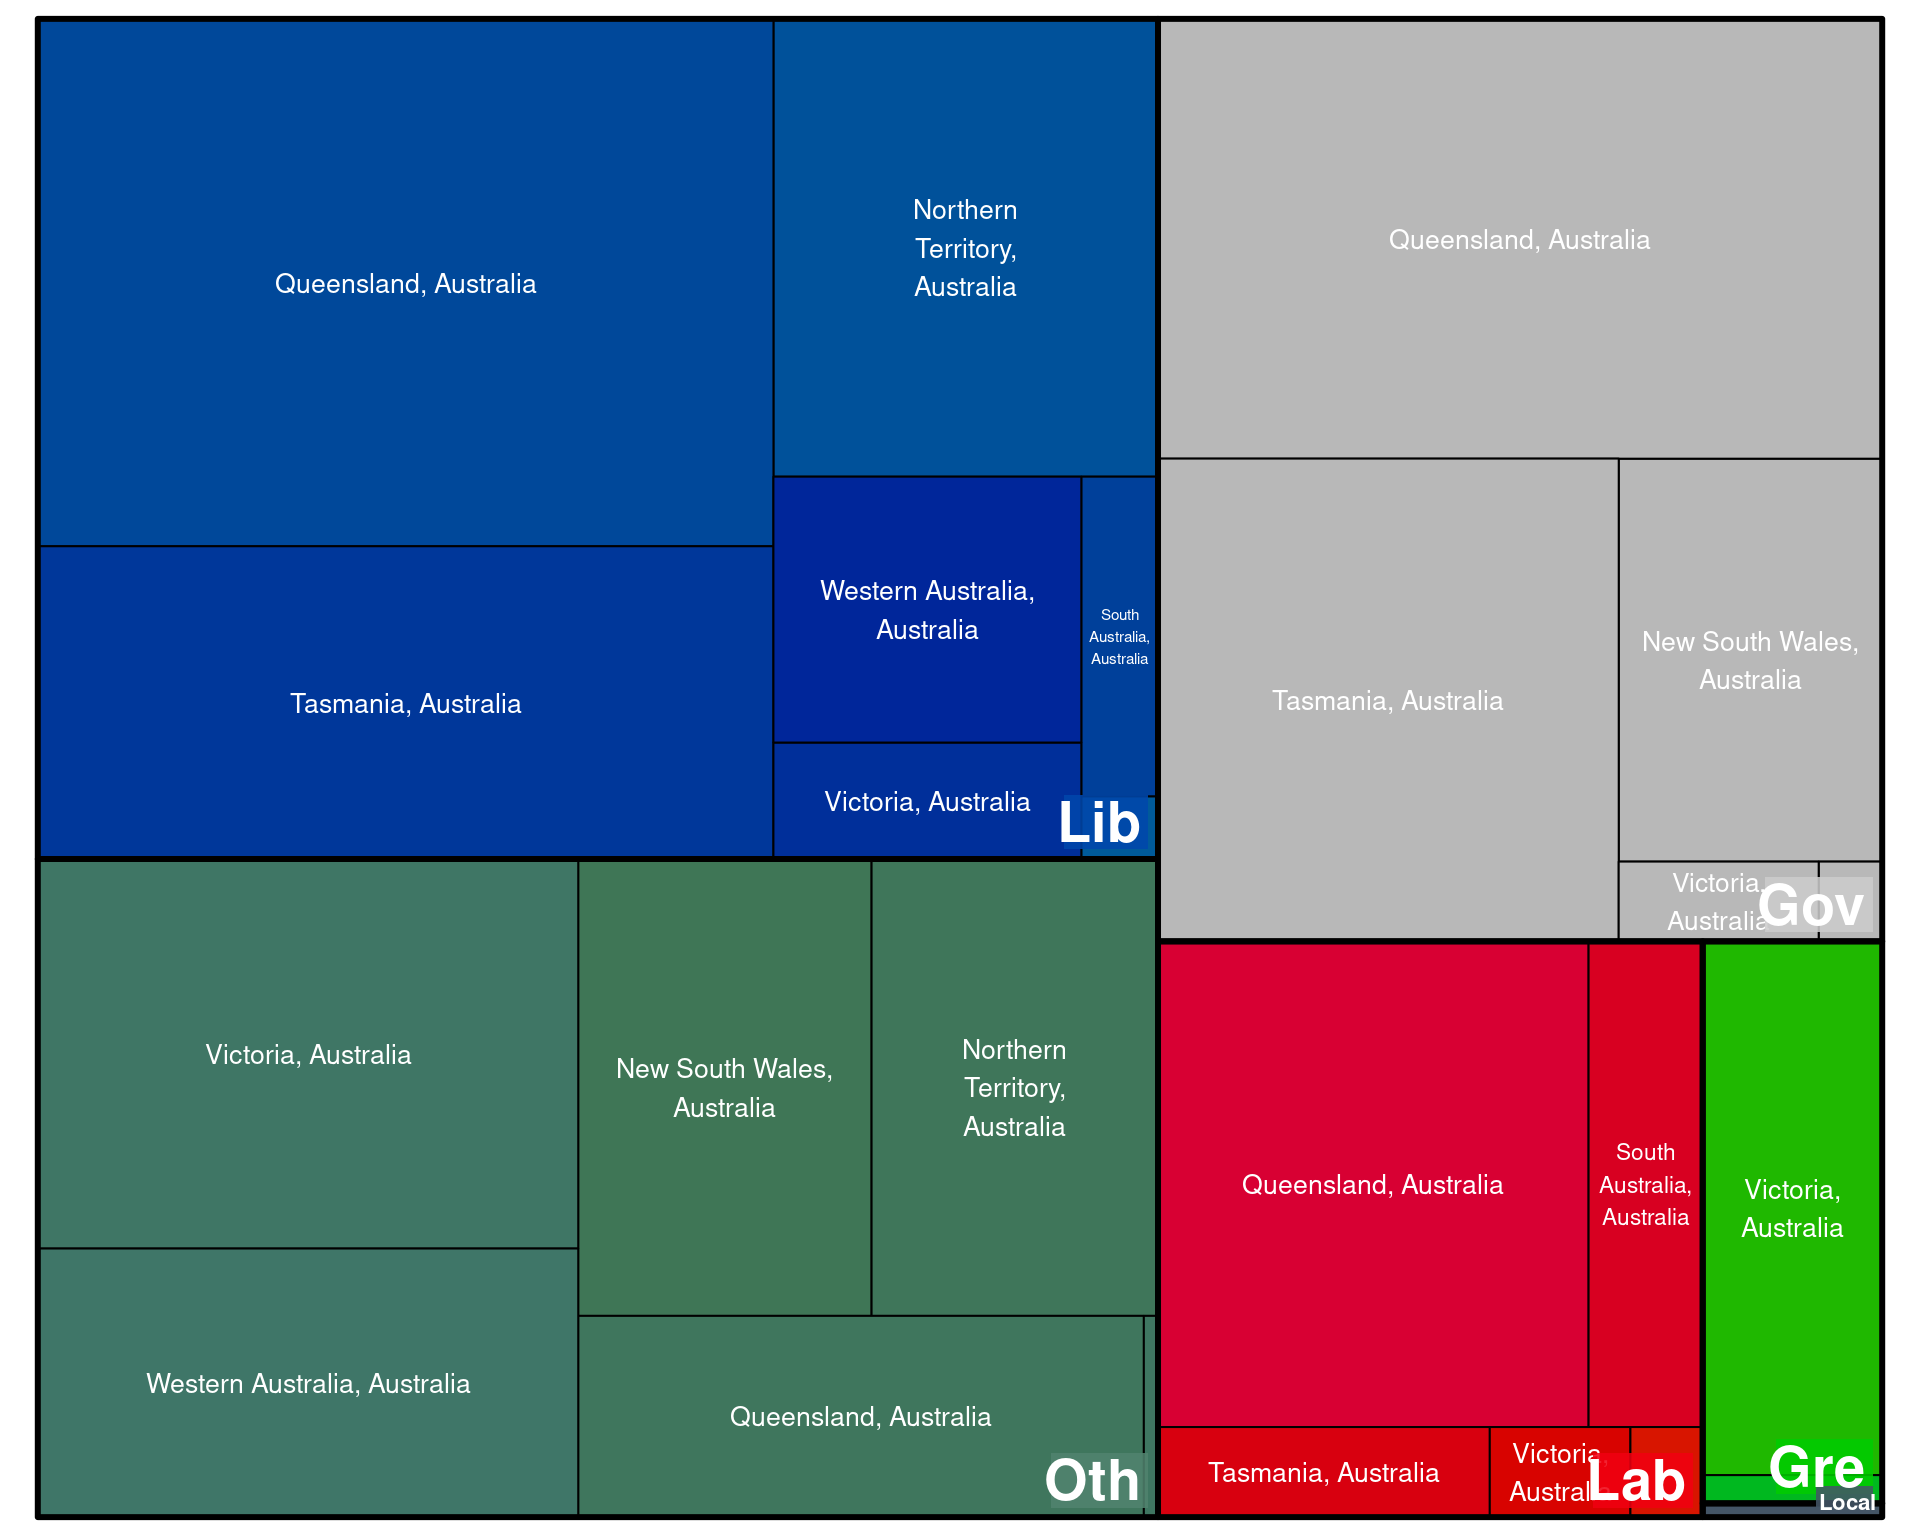 Queensland, Australia
Northern
Territory,
Australia
Tasmania, Australia
Western Australia,
Australia
South
Australia,
Australia
Victoria, Australia
Lib
Queensland, Australia
Tasmania, Australia
New South Wales,
Australia
Victoria,
Australia
Gov
Victoria, Australia
New South Wales,
Australia
Northern
Territory,
Australia
Western Australia, Australia
Queensland, Australia
Oth
Queensland, Australia
South
Australia,
Australia
Tasmania, Australia
Victoria,
Australia
Lab
Victoria,
Australia
Gre
Local